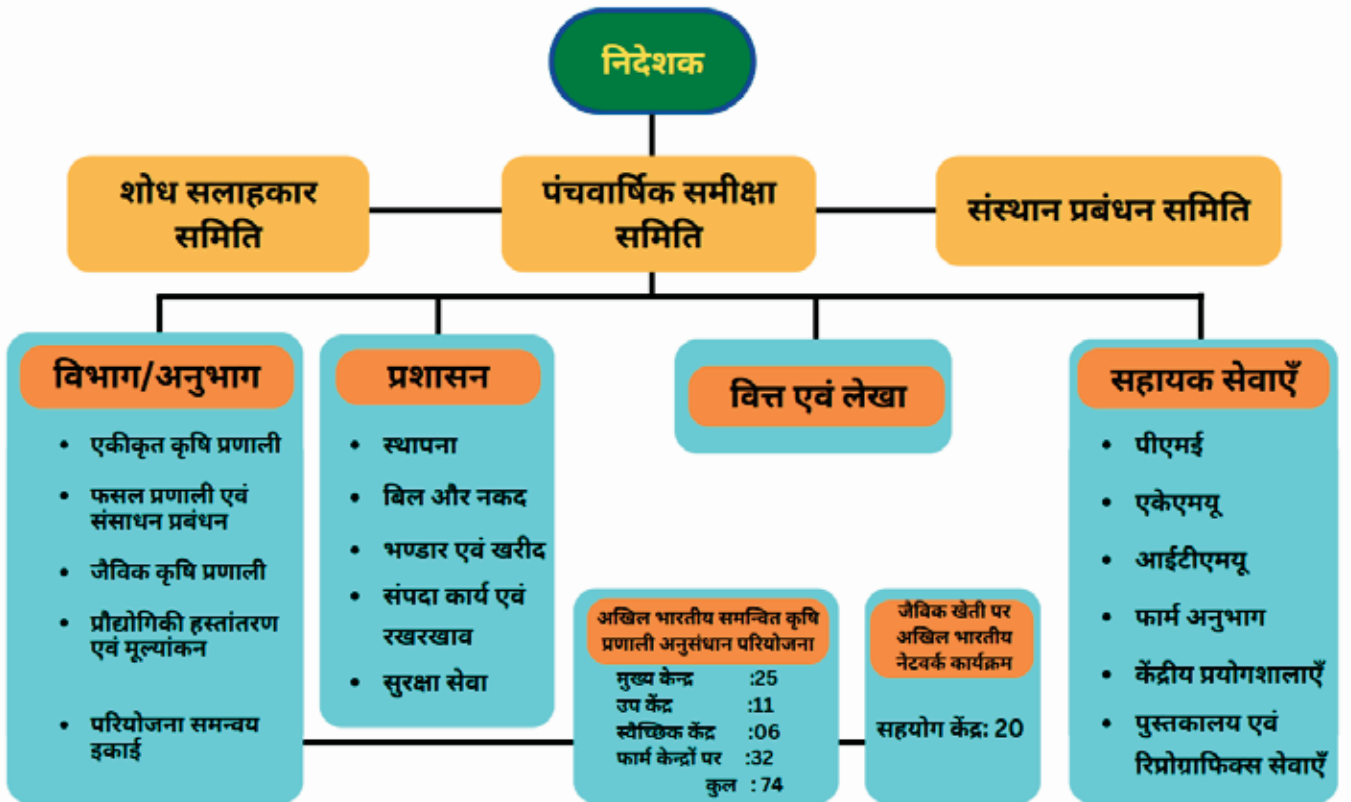 निदेशक
शोध सलाहकार
समिति
पंचवार्षिक समीक्षा
समिति
संस्थान प्रबंधन समिति
विभाग/अनुभाग
• एकीकृत कृषि प्रणाली
• फसल प्रणाली एवं
संसाधन प्रबंधन
• जैविक कृषि प्रणाली
• प्रौद्योगिकी हस्तांतरण
एवं मूल्यांकन
• परियोजना समन्वय
इकाई
प्रशासन
• स्थापना
• बिल और नकद
• भण्डार एवं खरीद
• संपदा कार्य एवं
रखरखाव
• सुरक्षा सेवा
वित्त एवं लेखा
अखिल भारतीय समन्वित कृषि
प्रणाली अनुसंधान परियोजना
मुख्य केन्द्र :25
उप केंद्र :11
स्वैच्छिक केंद्र :06
फार्म केन्द्रों पर :32
कुल : 74
जैविक खेती पर
अखिल भारतीय
नेटवर्क कार्यक्रम
सहयोग केंद्र: 20
सहायक सेवाएँ
• पीएमई
• एकेएमयू
• आईटीएमयू
• फार्म अनुभाग
• केंद्रीय प्रयोगशालाएँ
• पुस्तकालय एवं
रिप्रोग्राफिक्स सेवाएँ